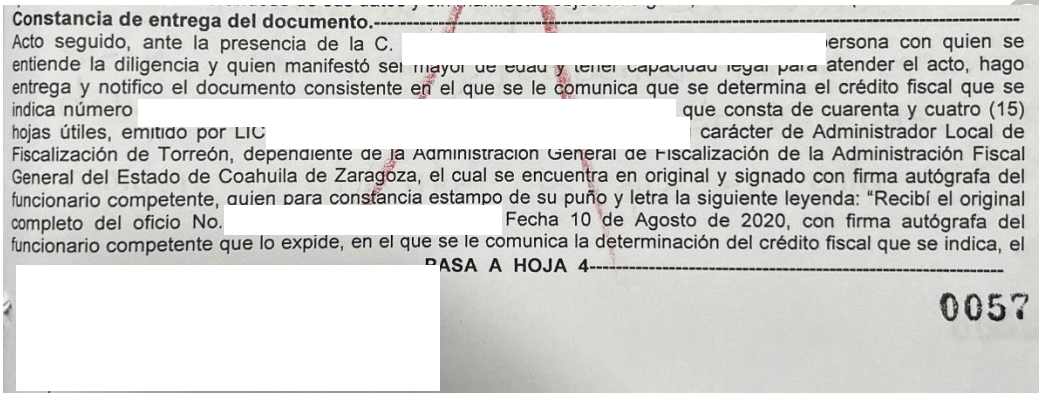 Constancia de entrega del documento.-----------------------------------------------
Acto seguido, ante la presencia de la C. ersona con quien se
entiende la diligencia y quien manifestó ser mayor de edad y tener capacidad legal para atender el acto, hago
entrega y notifico el documento consistente en el que se le comunica que se determina el crédito fiscal que se
indica número que consta de cuarenta y cuatro (15)
hojas útiles, emitido por LIC carácter de Administrador Local de
Fiscalización de Torreón, dependiente de la Administración General de Fiscalización de la Administración Fiscal
General del Estado de Coahuila de Zaragoza, el cual se encuentra en original y signado con firma autógrafa del
funcionario competente, quien para constancia estampo de su puño y letra la siguiente leyenda: “Recibí el original
completo del oficio No. Fecha 10 de Agosto de 2020, con firma autógrafa del
funcionario competente que lo expide, en el que se le comunica la determinación del crédito fiscal que se indica, el
PASA A HOJA 4-----------------------------------------------
0057